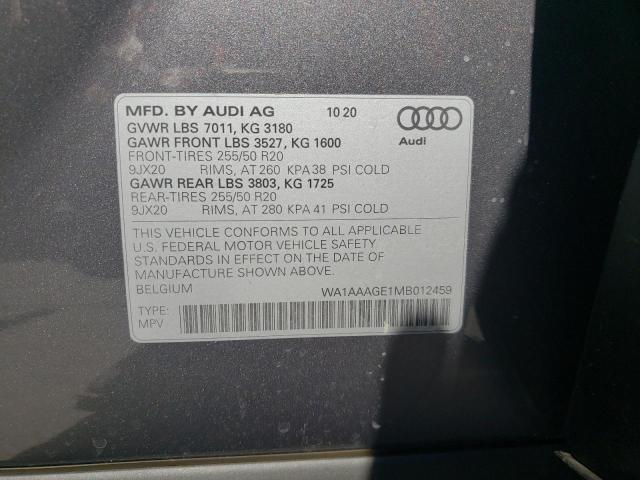 MFD. BY AUDI AG 10 20
GVWR LBS 7011, KG 3180
GAWR FRONT LBS 3527, KG 1600
FRONT-TIRES 255/50 R20
9JX20 RIMS, AT 260 KPA 38 PSI COLD
GAWR REAR LBS 3803, KG 1725
REAR-TIRES 255/50 R20
9JX20 RIMS, AT 280 KPA 41 PSI COLD
Audi
THIS VEHICLE CONFORMS TO ALL APPLICABLE
U.S. FEDERAL MOTOR VEHICLE SAFETY
STANDARDS IN EFFECT ON THE DATE OF
MANUFACTURE SHOWN ABOVE.
BELGIUM WA1AAAGE1MB012459
TYPE:
MPV